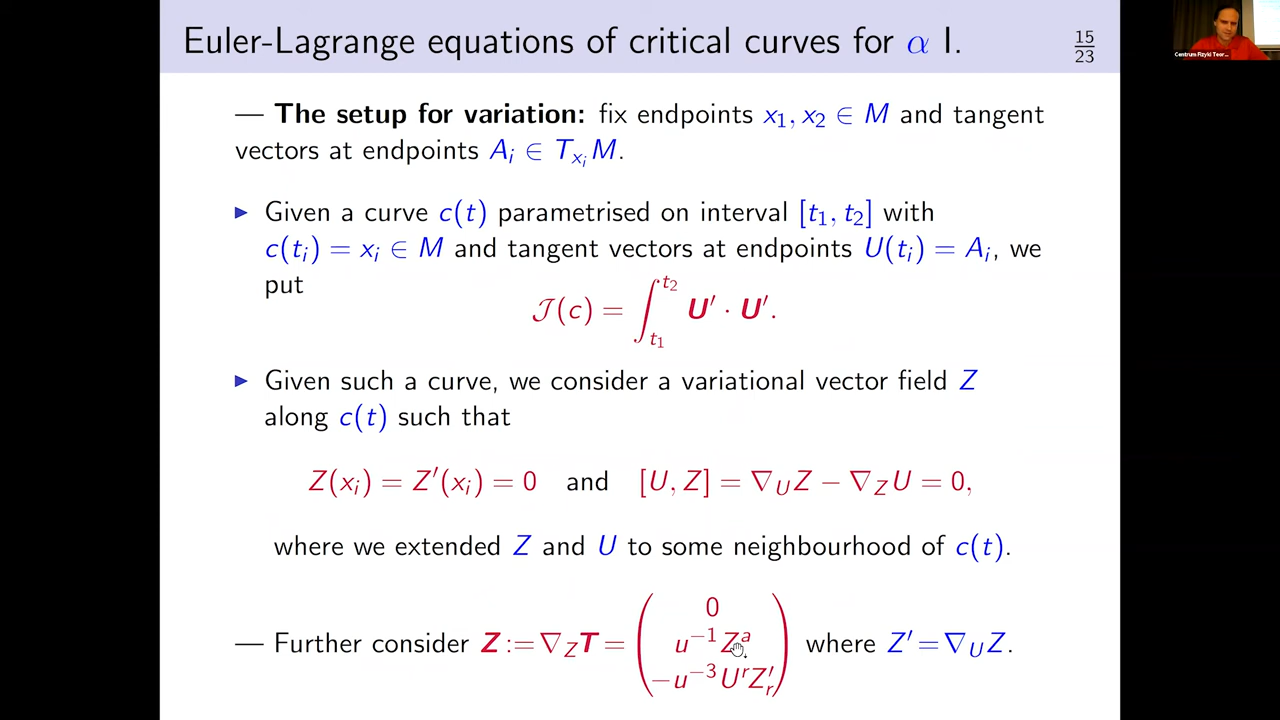 Euler-Lagrange equations of critical curves for α I.
15
23
Centrum Fizyki Teor...
— The setup for variation: fix endpoints x₁, x₂ ∈ M and tangent
vectors at endpoints Aᵢ ∈ T_{xᵢ}M.
▶ Given a curve c(t) parametrised on interval [t₁, t₂] with
c(tᵢ) = xᵢ ∈ M and tangent vectors at endpoints U(tᵢ) = Aᵢ, we
put
𝒥(c) = ∫_{t₁}^{t₂} U′ · U′.
▶ Given such a curve, we consider a variational vector field Z
along c(t) such that
Z(xᵢ) = Z′(xᵢ) = 0 and [U, Z] = ∇_U Z − ∇_Z U = 0,
where we extended Z and U to some neighbourhood of c(t).
— Further consider Z := ∇_Z T = ( 0 ; u⁻¹Zᵃ ; −u⁻³UʳZ′ᵣ ) where Z′ = ∇_U Z.